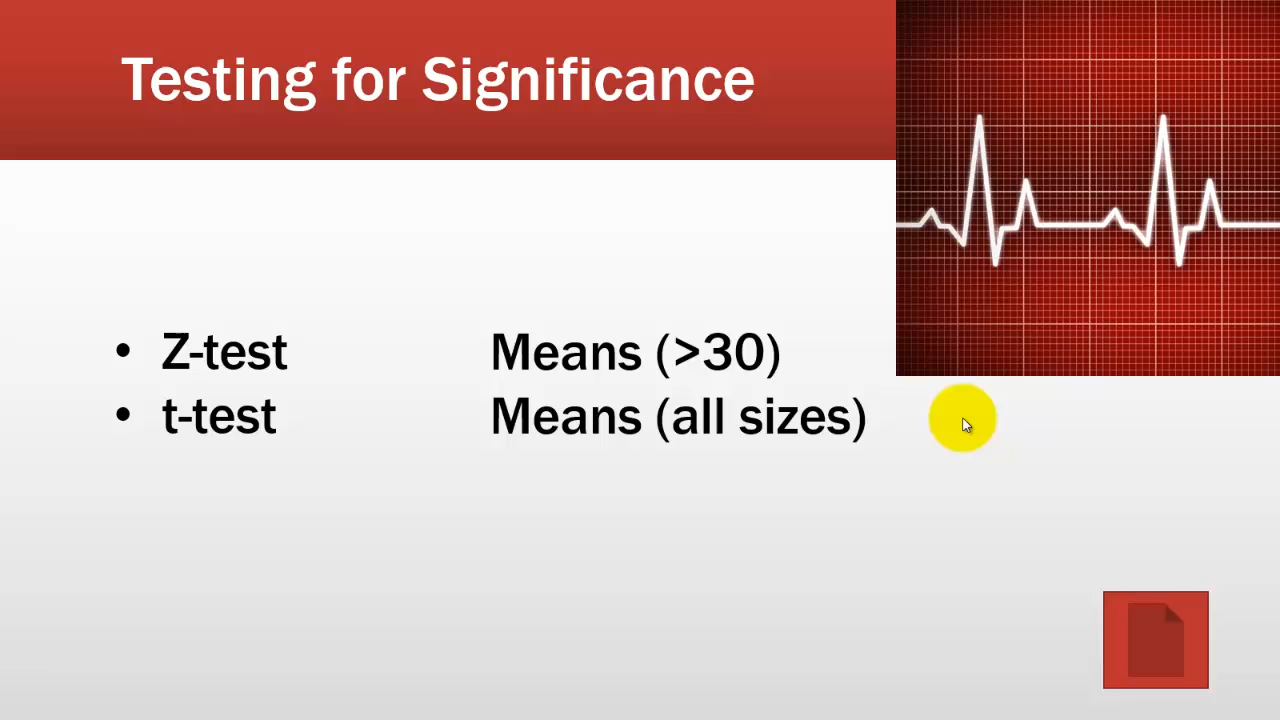 Testing for Significance
• Z-test Means (>30)
• t-test Means (all sizes)